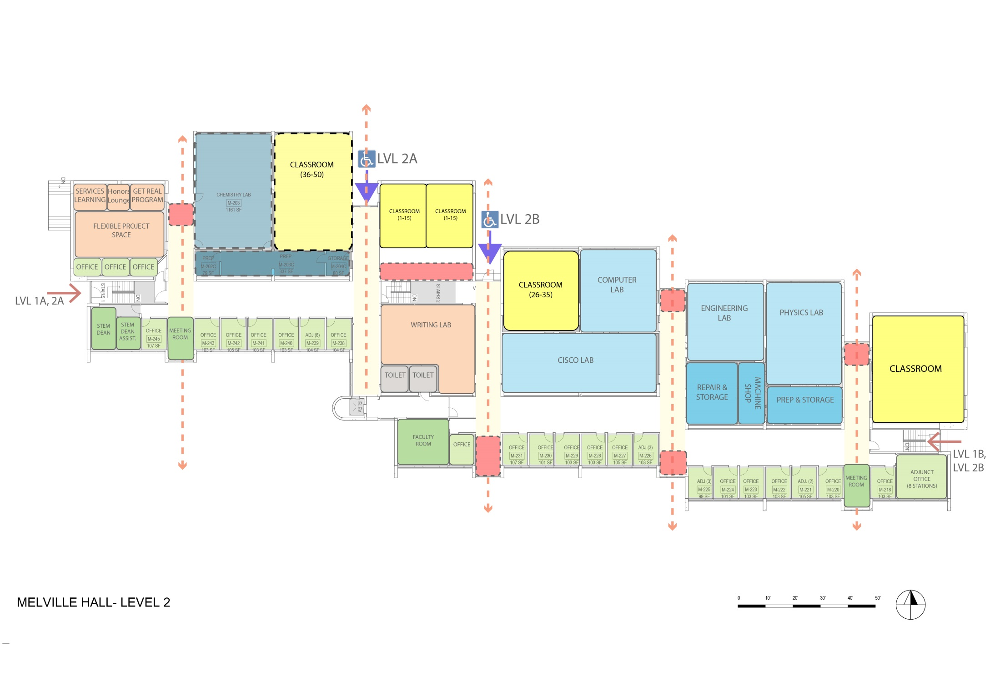 LVL 2A
CLASSROOM
(36-50)
CHEMISTRY LAB
M-203
1161 SF
DN
SERVICES
LEARNING
Honors
Lounge
GET REAL
PROGRAM
FLEXIBLE PROJECT
SPACE
OFFICE
OFFICE
OFFICE
PREP
M-202C
79 SF
PREP.
M-203C
337 SF
STORAGE
M-204C
80 SF
CLASSROOM
(1-15)
CLASSROOM
(1-15)
LVL 2B
LVL 1A, 2A
STAIRS 1
DN
STEM
DEAN
STEM
DEAN
ASSIST.
OFFICE
M-245
107 SF
MEETING
ROOM
OFFICE
M-243
103 SF
OFFICE
M-242
105 SF
OFFICE
M-241
103 SF
OFFICE
M-240
103 SF
ADJ (8)
M-239
104 SF
OFFICE
M-238
104 SF
DN
STAIRS 2
V
WRITING LAB
TOILET
TOILET
ELEV.
CLASSROOM
(26-35)
COMPUTER
LAB
CISCO LAB
ENGINEERING
LAB
PHYSICS LAB
REPAIR &
STORAGE
MACHINE
SHOP
PREP & STORAGE
CLASSROOM
FACULTY
ROOM
OFFICE
OFFICE
M-231
107 SF
OFFICE
M-230
101 SF
OFFICE
M-229
103 SF
OFFICE
M-228
103 SF
OFFICE
M-227
105 SF
ADJ (3)
M-226
103 SF
DN
LVL 1B,
LVL 2B
ADJ (3)
M-225
99 SF
OFFICE
M-224
101 SF
OFFICE
M-223
103 SF
OFFICE
M-222
103 SF
ADJ. (2)
M-221
105 SF
OFFICE
M-220
103 SF
MEETING
ROOM
OFFICE
M-218
103 SF
ADJUNCT
OFFICE
(8 STATIONS)
MELVILLE HALL- LEVEL 2
0 10' 20' 30' 40' 50'